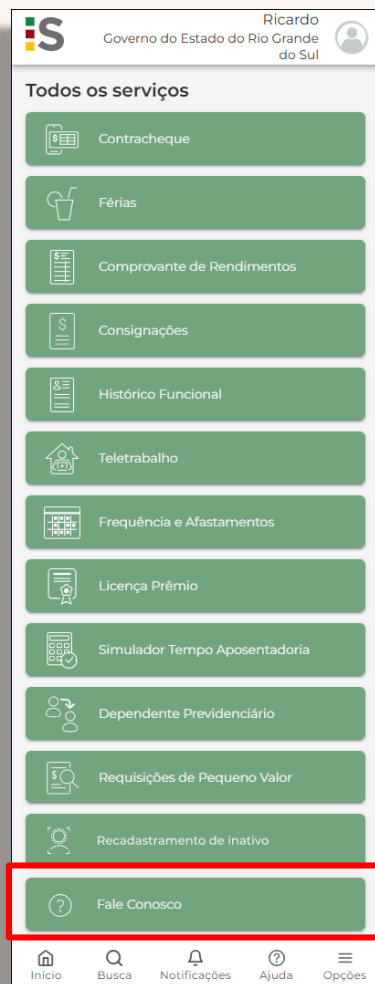 :S
Ricardo
Governo do Estado do Rio Grande
do Sul
Todos os serviços
Contracheque
Férias
Comprovante de Rendimentos
Consignações
Histórico Funcional
Teletrabalho
Frequência e Afastamentos
Licença Prêmio
Simulador Tempo Aposentadoria
Dependente Previdenciário
Requisições de Pequeno Valor
Recadastramento de inativo
Fale Conosco
Início Busca Notificações Ajuda Opções